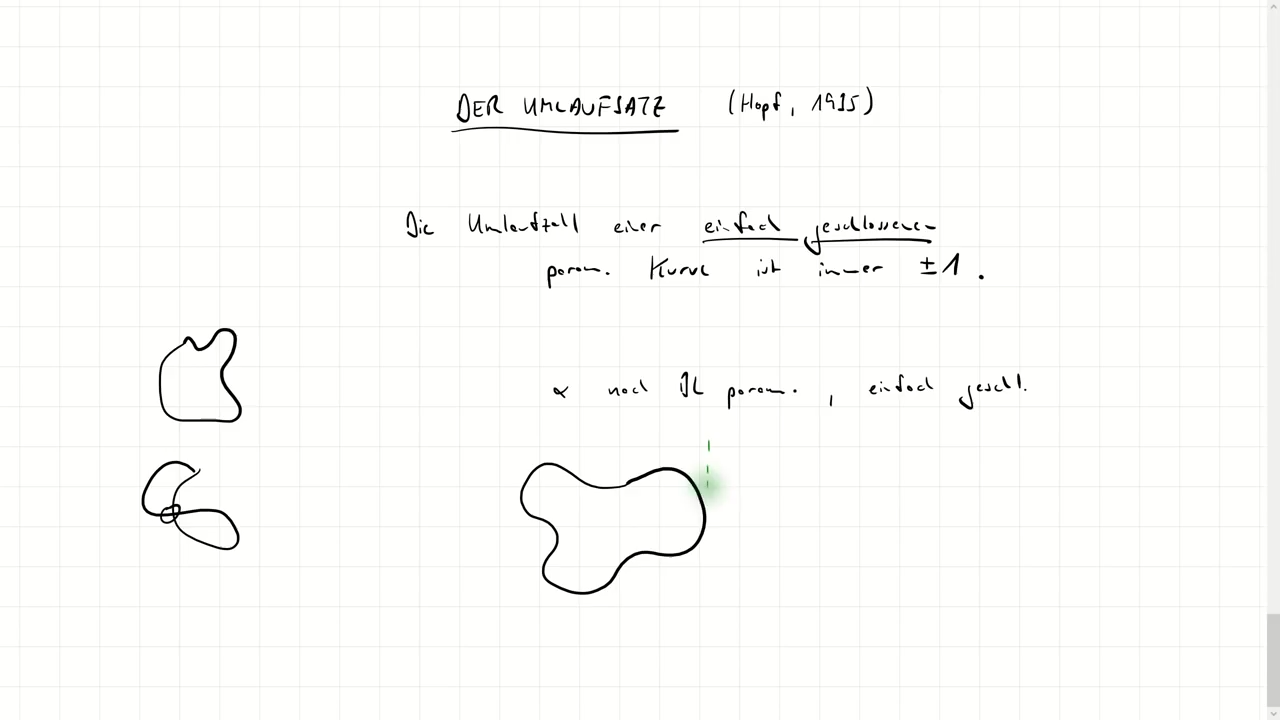 DER UMLAUFSATZ (Hopf, 1935)
Die Umlaufzahl einer einfach geschlossenen
param. Kurve ist immer ±1.
α nach BL param., einfach geschl.